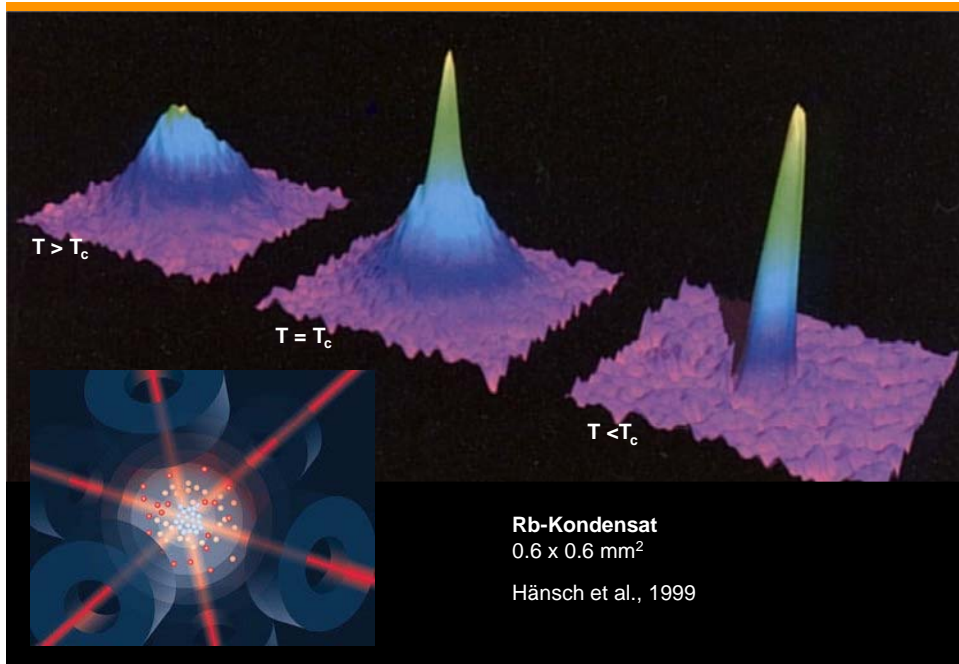 T > Tc
T = Tc
T <Tc
Rb-Kondensat
0.6 x 0.6 mm²
Hänsch et al., 1999